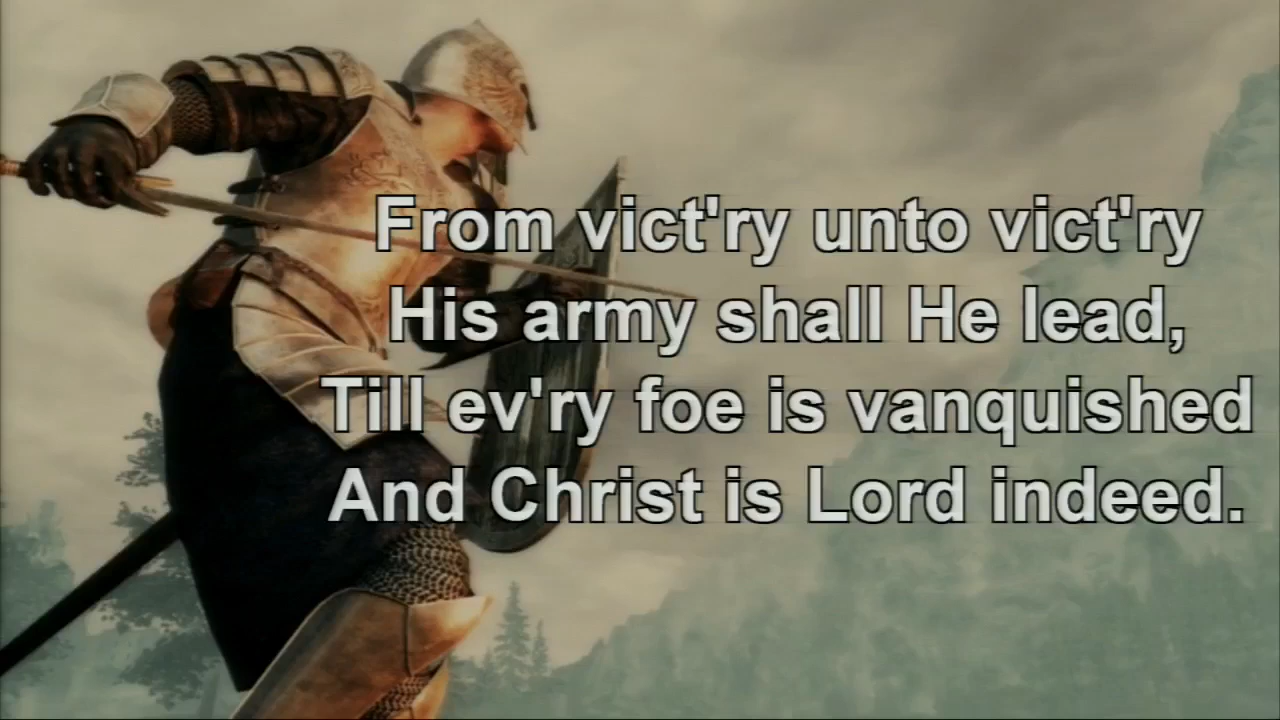 From vict'ry unto vict'ry
His army shall He lead,
Till ev'ry foe is vanquished
And Christ is Lord indeed.